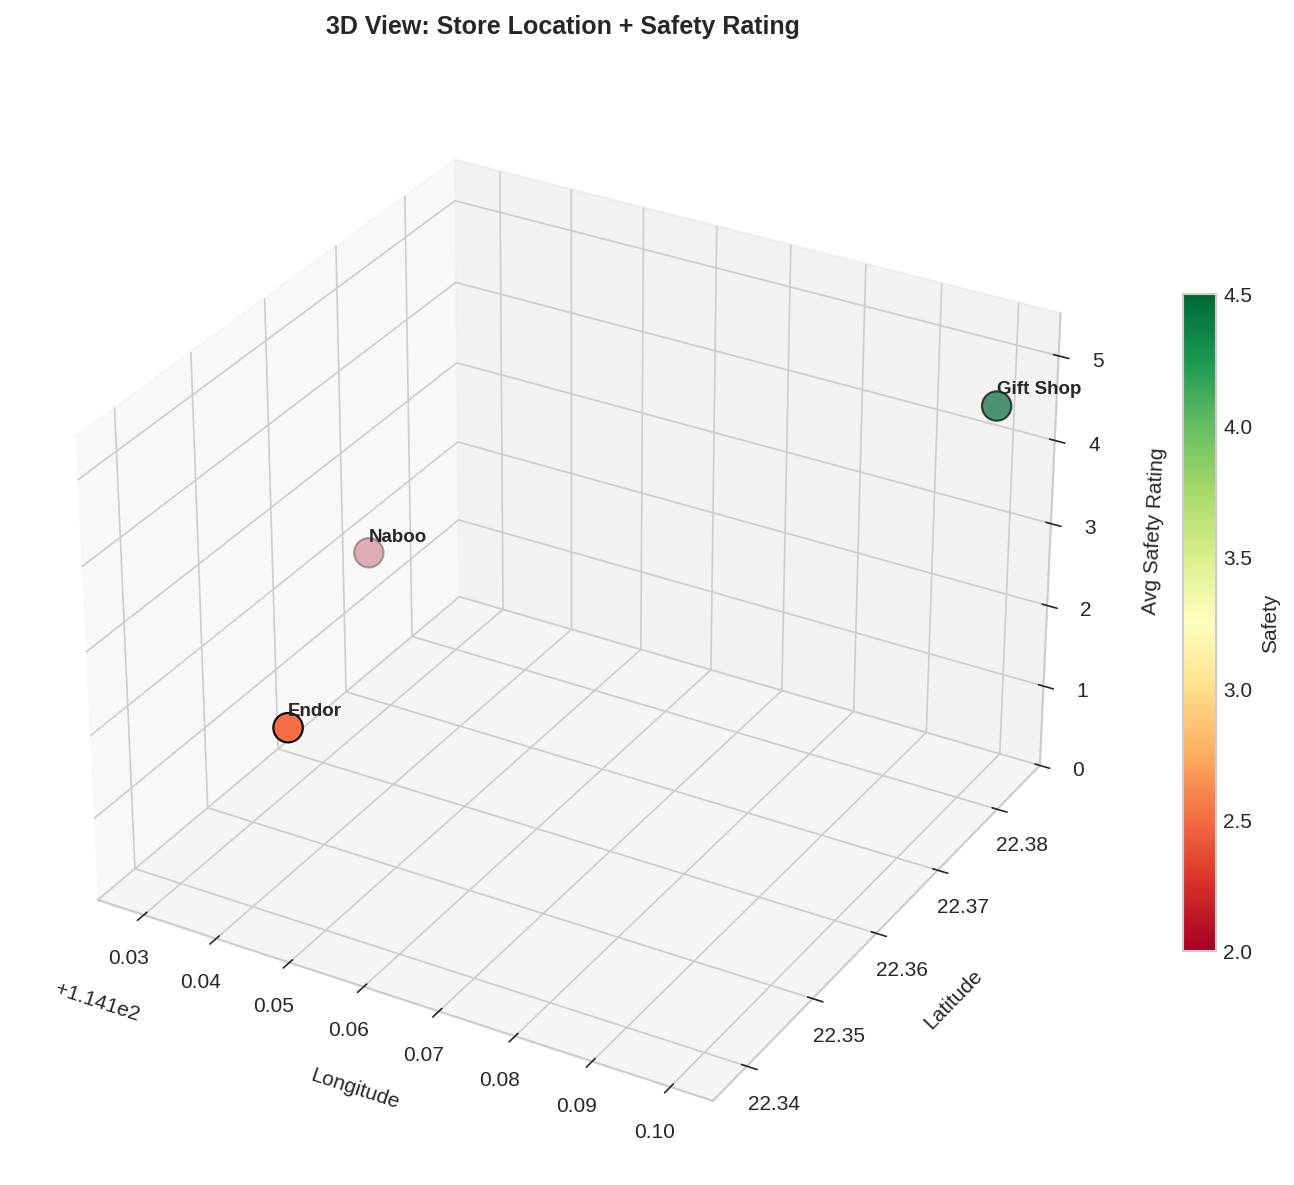 3D View: Store Location + Safety Rating
Gift Shop
Naboo
Endor
5
4
3
2
1
0
Avg Safety Rating
22.38
22.37
22.36
22.35
22.34
Latitude
0.03
0.04
0.05
0.06
0.07
0.08
0.09
0.10
+1.141e2
Longitude
4.5
4.0
3.5
3.0
2.5
2.0
Safety